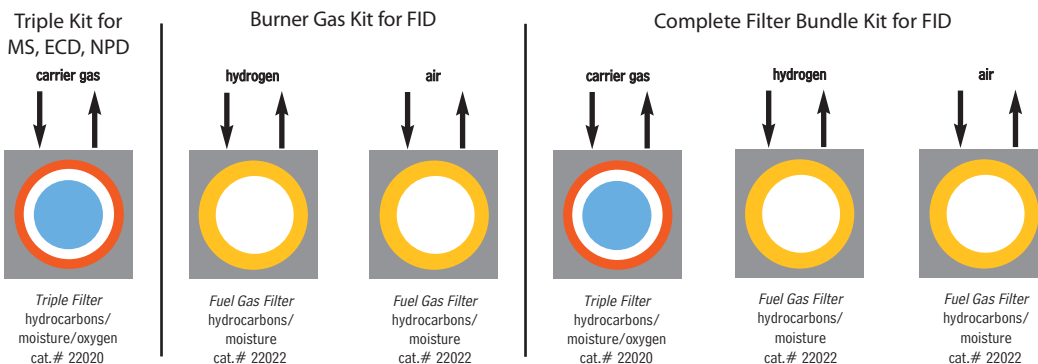 Triple Kit for
MS, ECD, NPD
carrier gas
Triple Filter
hydrocarbons/
moisture/oxygen
cat.# 22020
Burner Gas Kit for FID
hydrogen
Fuel Gas Filter
hydrocarbons/
moisture
cat.# 22022
air
Fuel Gas Filter
hydrocarbons/
moisture
cat.# 22022
Complete Filter Bundle Kit for FID
carrier gas
Triple Filter
hydrocarbons/
moisture/oxygen
cat.# 22020
hydrogen
Fuel Gas Filter
hydrocarbons/
moisture
cat.# 22022
air
Fuel Gas Filter
hydrocarbons/
moisture
cat.# 22022